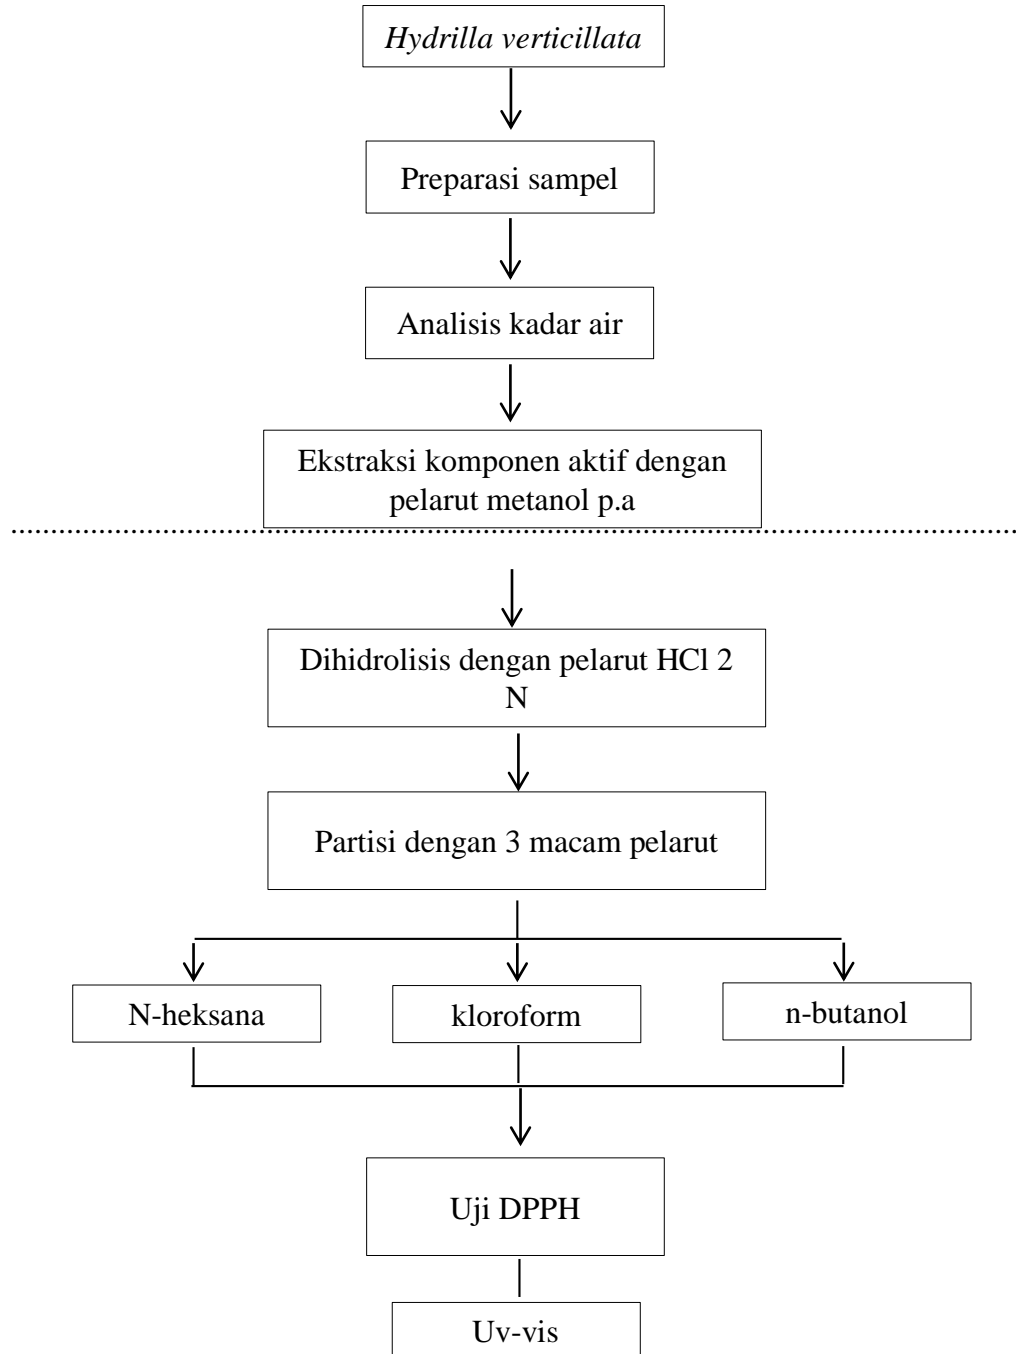 Hydrilla verticillata
Preparasi sampel
Analisis kadar air
Ekstraksi komponen aktif dengan
pelarut metanol p.a
Dihidrolisis dengan pelarut HCl 2
N
Partisi dengan 3 macam pelarut
N-heksana
kloroform
n-butanol
Uji DPPH
Uv-vis